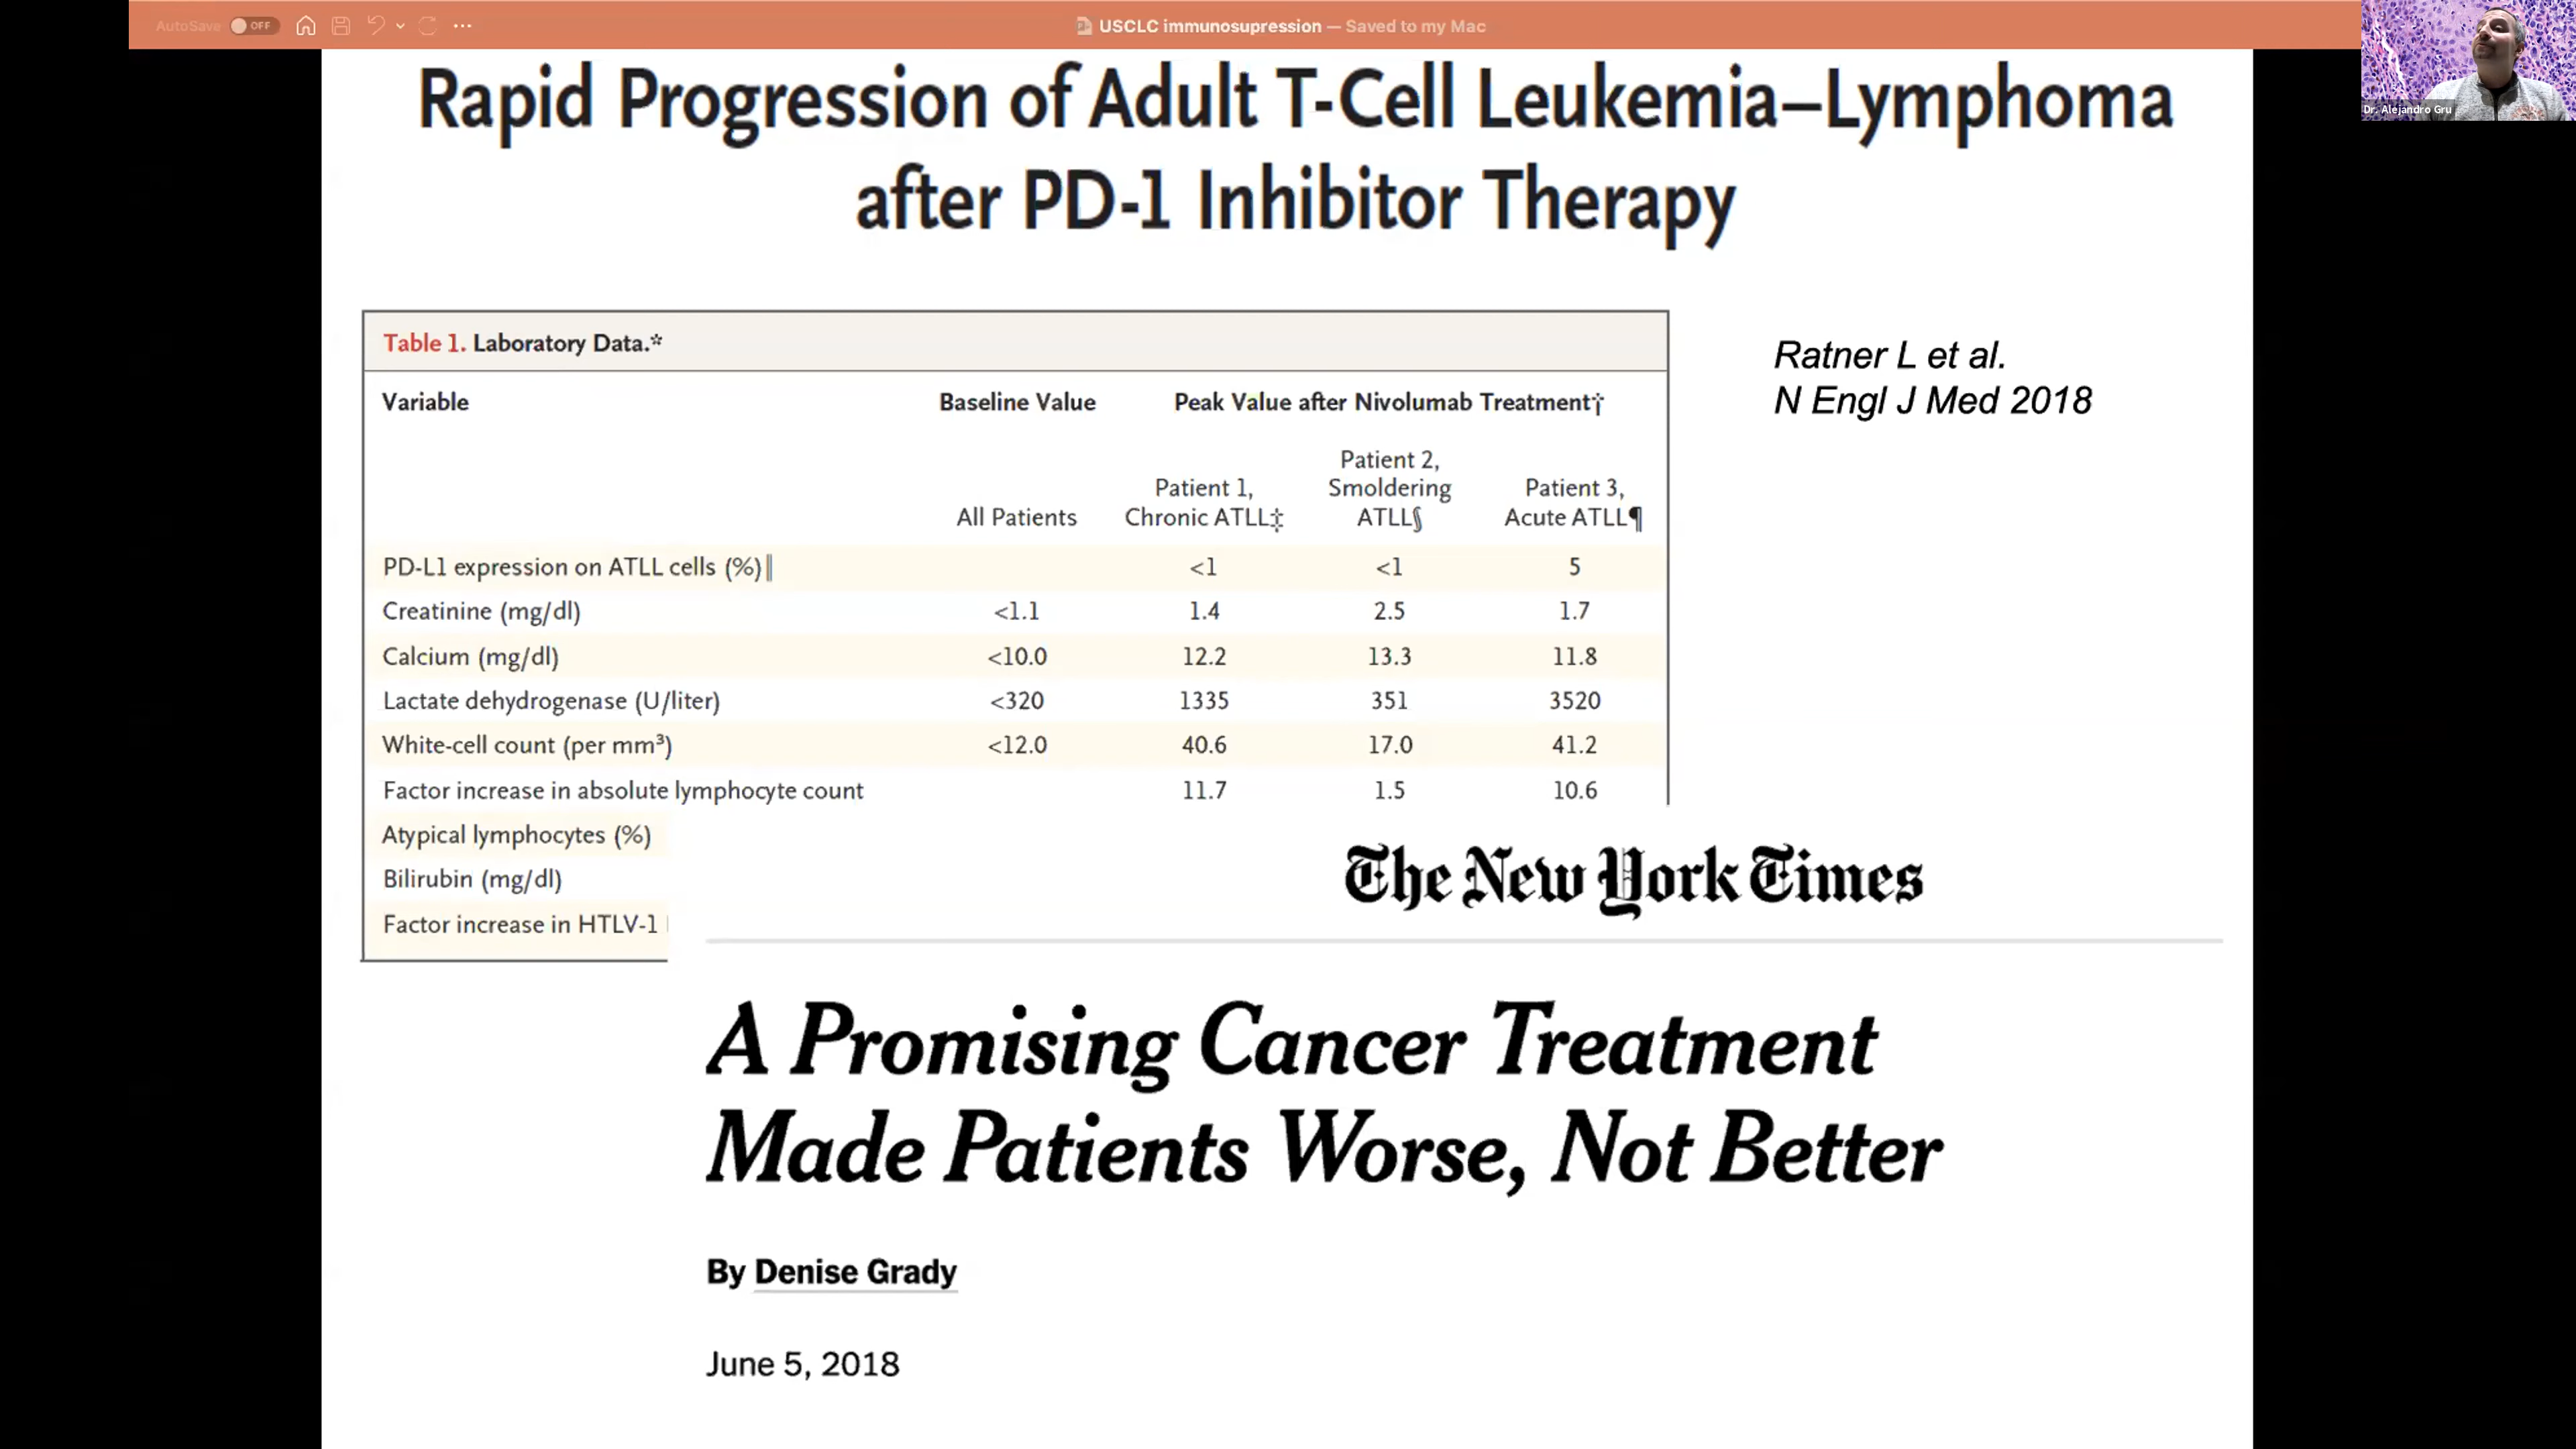 AutoSave OFF
USCLC immunosupression — Saved to my Mac
Dr. Alejandro Gru
Rapid Progression of Adult T-Cell Leukemia–Lymphoma
after PD-1 Inhibitor Therapy
Table 1. Laboratory Data.*
Variable Baseline Value Peak Value after Nivolumab Treatment†
All Patients Patient 1, Chronic ATLL‡ Patient 2, Smoldering ATLL§ Patient 3, Acute ATLL¶
PD-L1 expression on ATLL cells (%)‖ <1 <1 5
Creatinine (mg/dl) <1.1 1.4 2.5 1.7
Calcium (mg/dl) <10.0 12.2 13.3 11.8
Lactate dehydrogenase (U/liter) <320 1335 351 3520
White-cell count (per mm³) <12.0 40.6 17.0 41.2
Factor increase in absolute lymphocyte count 11.7 1.5 10.6
Atypical lymphocytes (%)
Bilirubin (mg/dl)
Factor increase in HTLV-1
Ratner L et al.
N Engl J Med 2018
The New York Times
A Promising Cancer Treatment
Made Patients Worse, Not Better
By Denise Grady
June 5, 2018